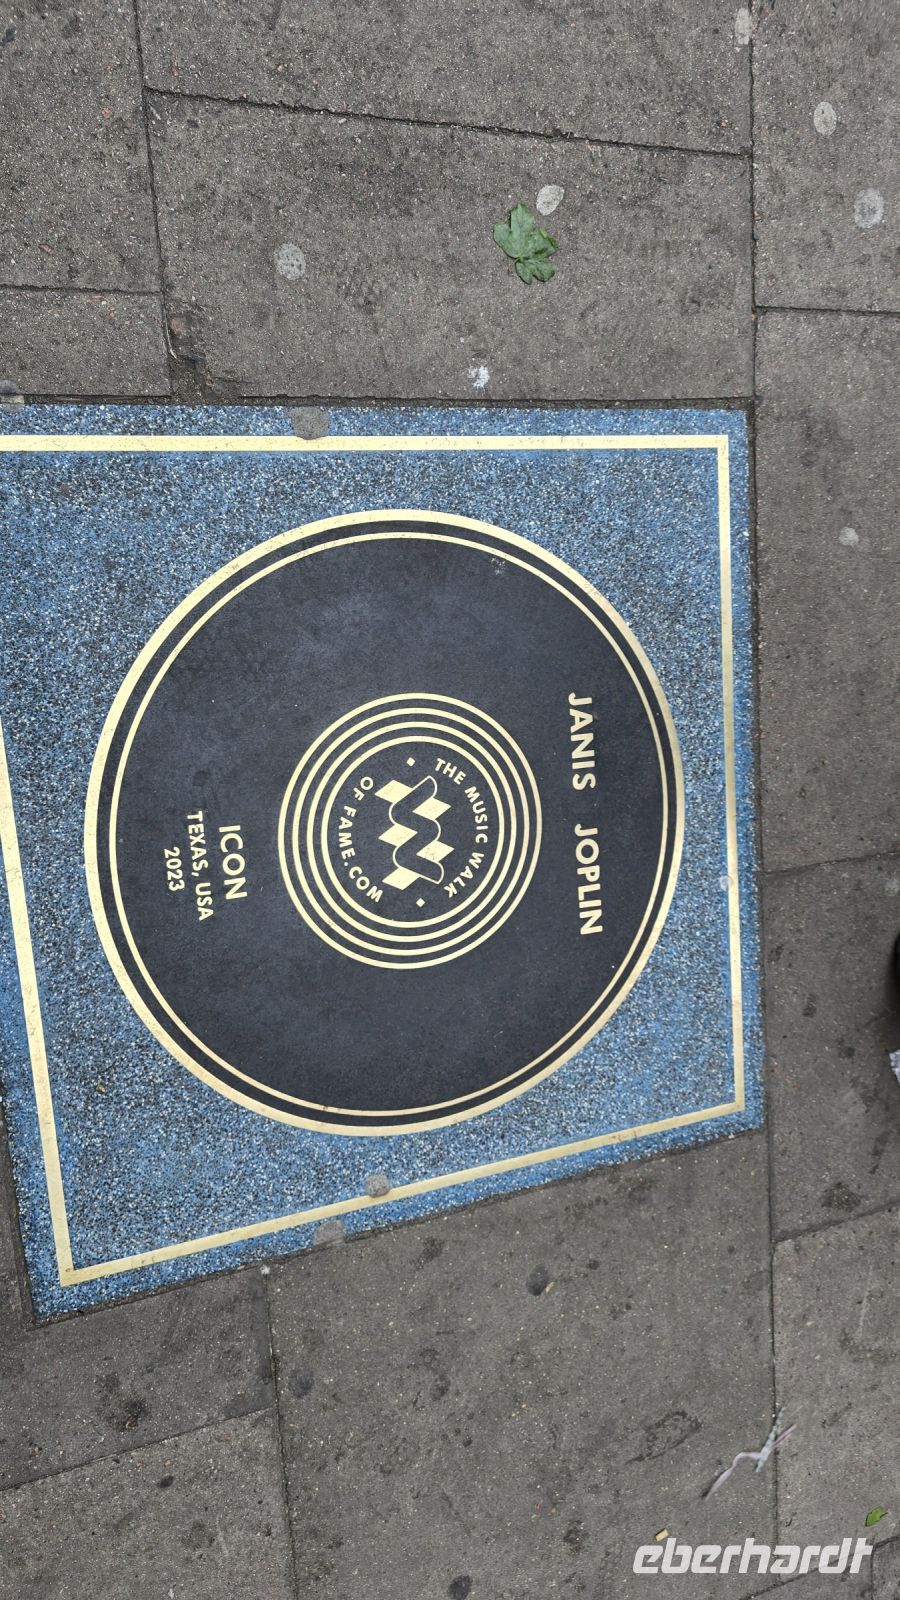 JANIS JOPLIN
THE MUSIC WALK
OF FAME.COM
ICON
TEXAS, USA
2023
eberhardt